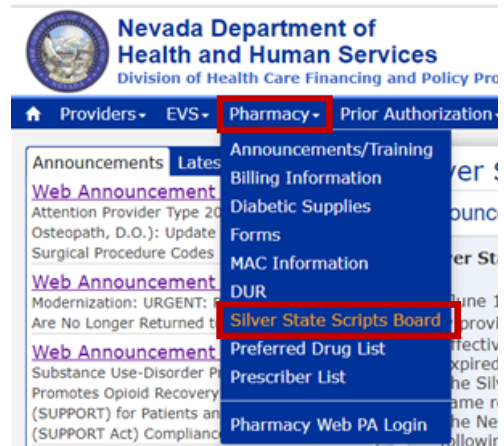 Nevada Department of
Health and Human Services
Division of Health Care Financing and Policy
Providers EVS Pharmacy Prior Authorization
Announcements
Web Announcement
Attention Provider Type 20
Osteopath, D.O.): Update
Surgical Procedure Codes
Web Announcement
Modernization: URGENT:
Are No Longer Returned
Web Announcement
Substance Use-Disorder
Promotes Opioid Recovery
(SUPPORT) for Patients
(SUPPORT Act) Compliance
Announcements/Training
Billing Information
Diabetic Supplies
Forms
MAC Information
DUR
Silver State Scripts Board
Preferred Drug List
Prescriber List
Pharmacy Web PA Login